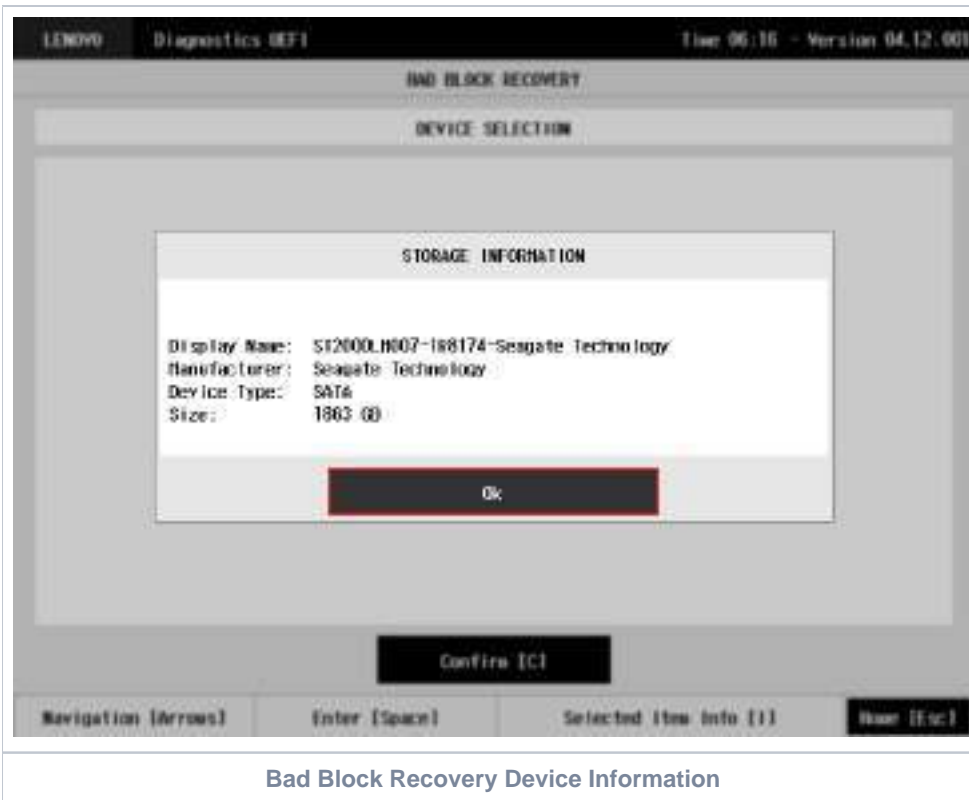 LENOVO Diagnostics UEFI Time 06:16 - Version 04.12.001
BAD BLOCK RECOVERY
DEVICE SELECTION
STORAGE INFORMATION
Display Name: Seagate Technology
Manufacturer: Seagate Technology
Device Type: SATA
Size: 1863 GB
Ok
Confirm [C]
Navigation [Arrows] Enter [Space] Selected Item Info [I] Home [Esc]
Bad Block Recovery Device Information